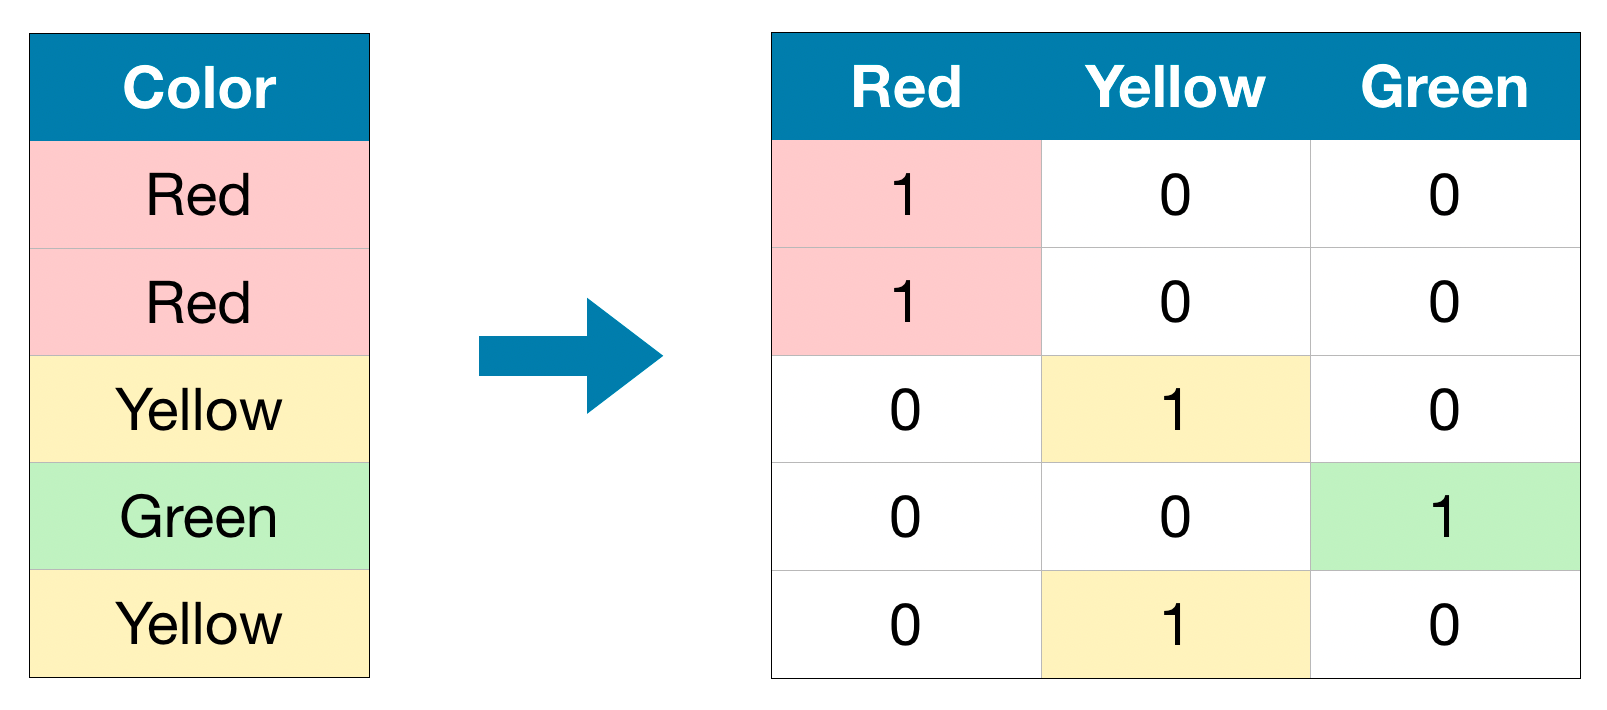 Color
Red
Red
Yellow
Green
Yellow
Red Yellow Green
1 0 0
1 0 0
0 1 0
0 0 1
0 1 0